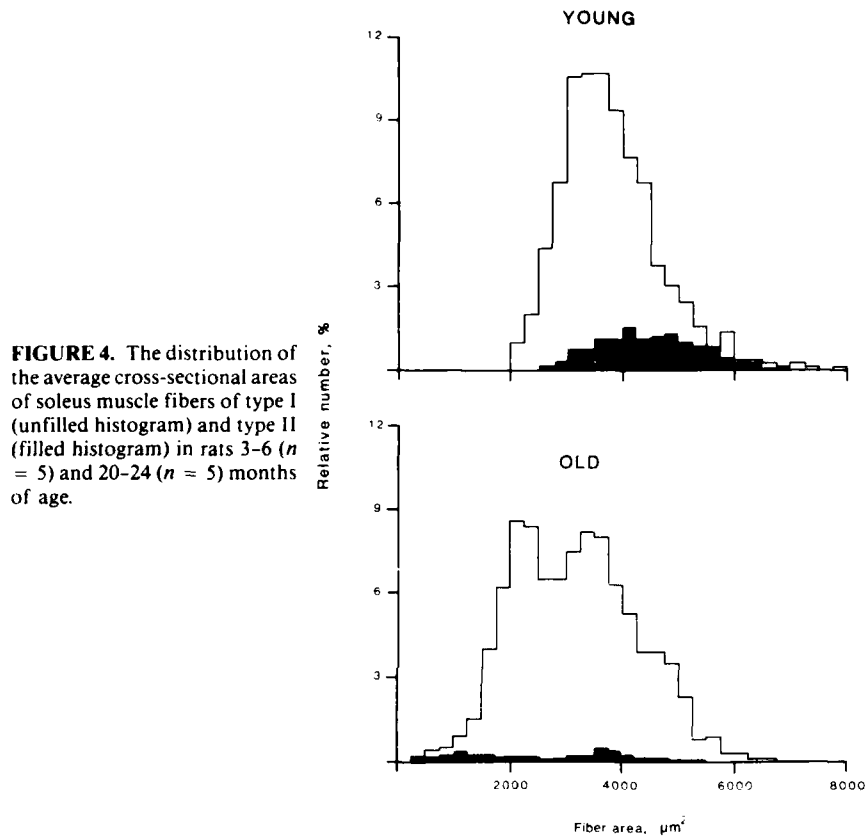 YOUNG
12
9
6
3
FIGURE 4. The distribution of
the average cross-sectional areas
of soleus muscle fibers of type I
(unfilled histogram) and type II
(filled histogram) in rats 3–6 (n
= 5) and 20–24 (n = 5) months
of age.
Relative number, %
12
OLD
9
6
3
2000 4000 6000 8000
Fiber area, μm²